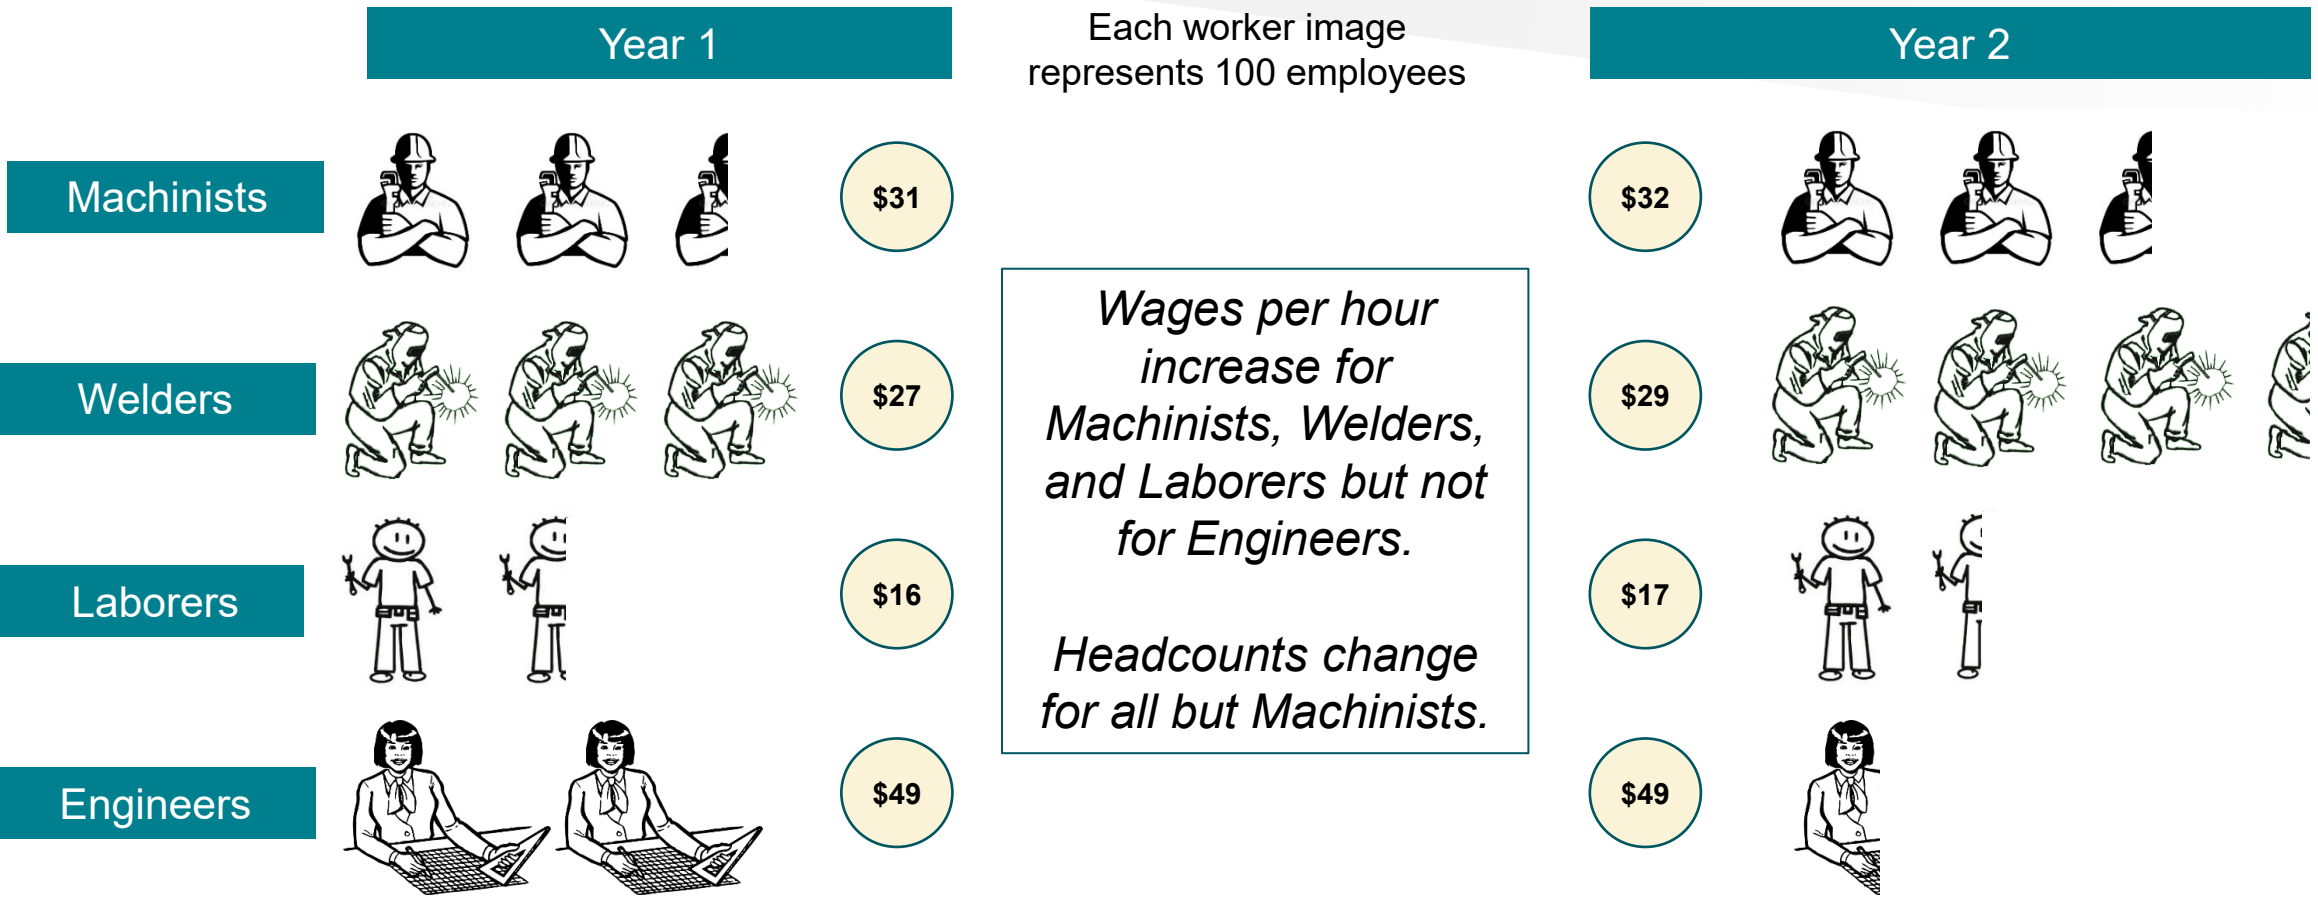 Year 1
Each worker image
represents 100 employees
Year 2
Machinists
$31
$32
Wages per hour
increase for
Machinists, Welders,
and Laborers but not
for Engineers.
Headcounts change
for all but Machinists.
Welders
$27
$29
Laborers
$16
$17
Engineers
$49
$49